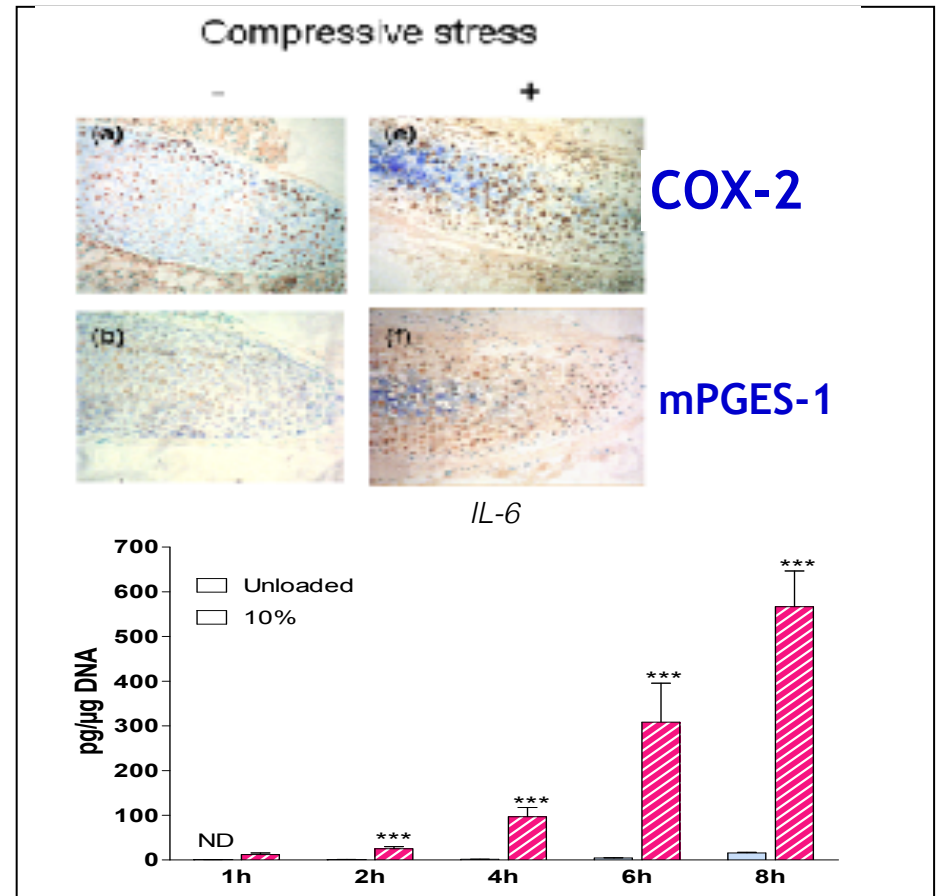 Compressive stress
- +
(a) (e) COX-2
(b) (f) mPGES-1
IL-6
700
600
500
400
300
200
100
0
pg/µg DNA
Unloaded
10%
ND
***
***
***
***
1h 2h 4h 6h 8h